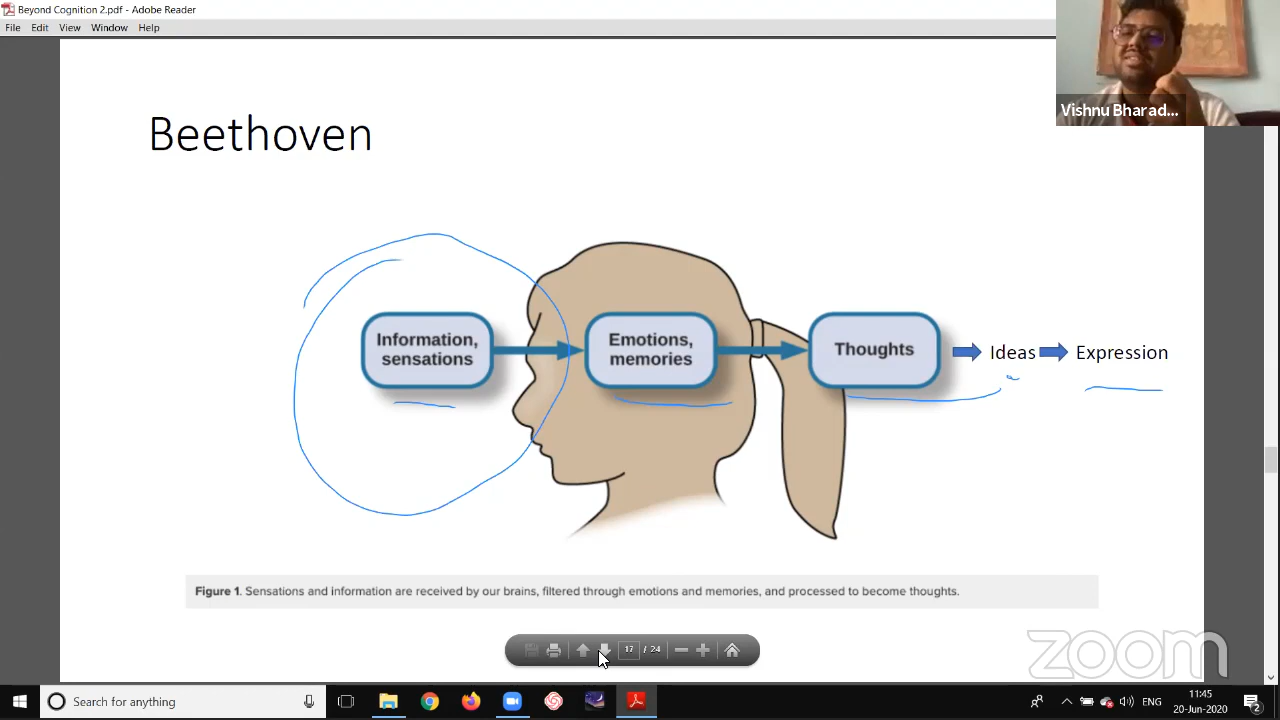 Beyond Cognition 2.pdf - Adobe Reader
File Edit View Window Help
Vishnu Bharad...
Beethoven
Information,
sensations
Emotions,
memories
Thoughts
Ideas
Expression
Figure 1. Sensations and information are received by our brains, filtered through emotions and memories, and processed to become thoughts.
17 / 24
zoom
Search for anything
ENG
11:45
20-Jun-2020
2